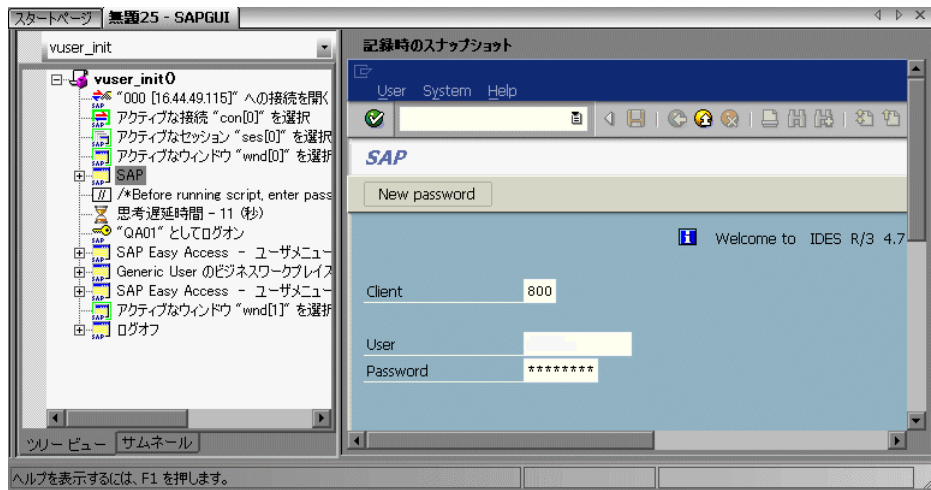 スタートページ 無題25 - SAPGUI
vuser_init
vuser_init()
"000 [16.44.49.115]" への接続を開く
アクティブな接続 "con[0]" を選択
アクティブなセッション "ses[0]" を選択
アクティブなウィンドウ "wnd[0]" を選択
SAP
/*Before running script, enter pass
思考遅延時間 - 11 (秒)
"QA01" としてログオン
SAP Easy Access - ユーザメニュー
Generic User のビジネスワークプレイス
SAP Easy Access - ユーザメニュー
アクティブなウィンドウ "wnd[1]" を選択
ログオフ
ツリー ビュー サムネール
記録時のスナップショット
User System Help
SAP
New password
Welcome to IDES R/3 4.7
Client 800
User
Password ********
ヘルプを表示するには、F1 を押します。